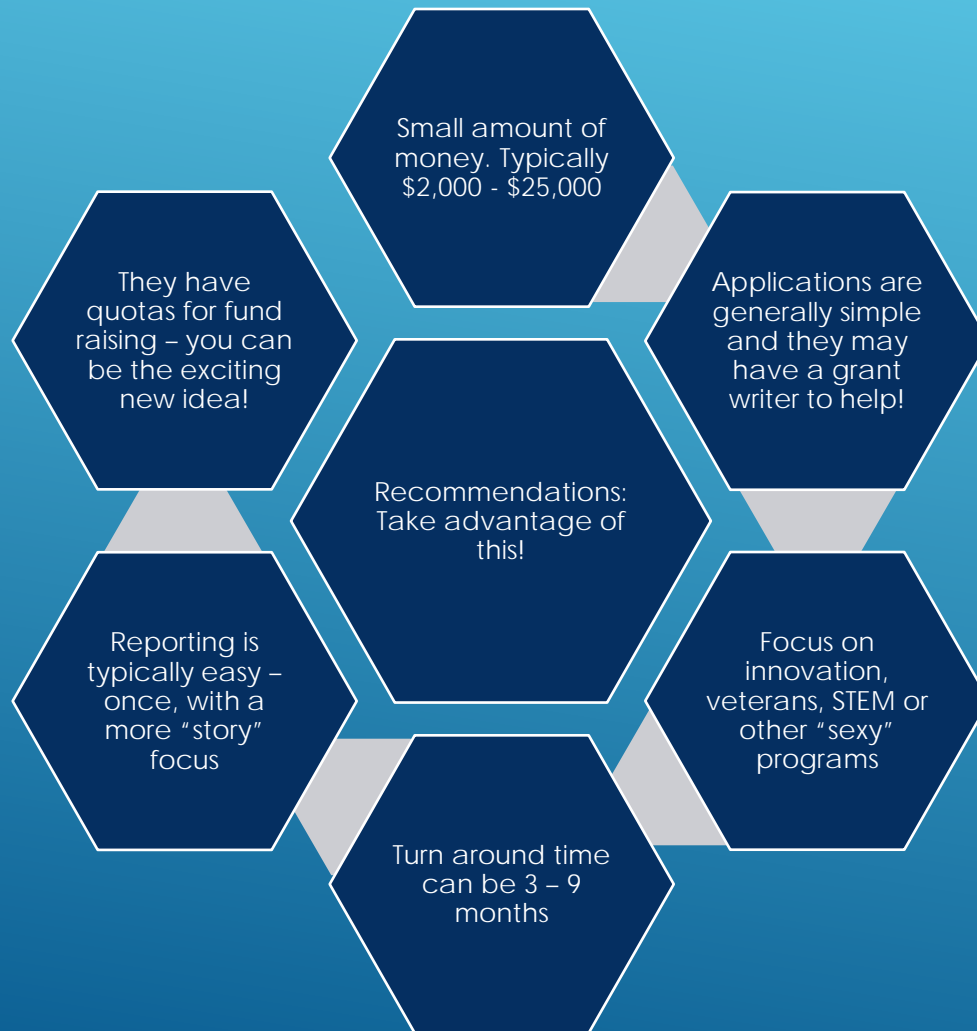 Small amount of
money. Typically
$2,000 - $25,000
Applications are
generally simple
and they may
have a grant
writer to help!
Focus on
innovation,
veterans, STEM or
other “sexy”
programs
Turn around time
can be 3 – 9
months
Reporting is
typically easy –
once, with a
more “story”
focus
They have
quotas for fund
raising – you can
be the exciting
new idea!
Recommendations:
Take advantage of
this!